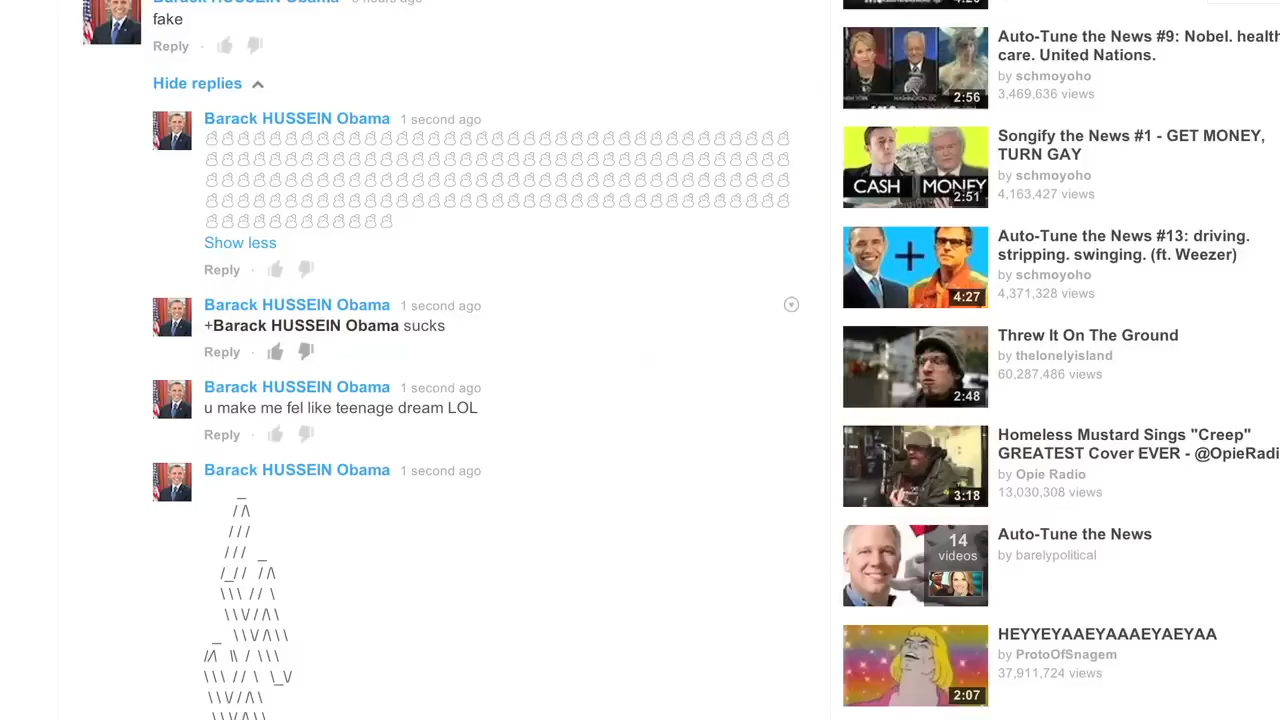 Barack HUSSEIN Obama
fake
Reply ·
Hide replies
Barack HUSSEIN Obama 1 second ago
Show less
Reply ·
Barack HUSSEIN Obama 1 second ago
+Barack HUSSEIN Obama sucks
Reply ·
Barack HUSSEIN Obama 1 second ago
u make me fel like teenage dream LOL
Reply ·
Barack HUSSEIN Obama 1 second ago
Auto-Tune the News #9: Nobel. health
care. United Nations.
by schmoyoho
3,469,636 views
2:56
Songify the News #1 - GET MONEY,
TURN GAY
by schmoyoho
4,163,427 views
CASH MONEY
2:51
Auto-Tune the News #13: driving.
stripping. swinging. (ft. Weezer)
by schmoyoho
4,371,328 views
4:27
Threw It On The Ground
by thelonelyisland
60,287,486 views
2:48
Homeless Mustard Sings "Creep"
GREATEST Cover EVER - @OpieRadi
by Opie Radio
13,030,308 views
3:18
Auto-Tune the News
by barelypolitical
14
videos
HEYYEYAAEYAAAEYAEYAA
by ProtoOfSnagem
37,911,724 views
2:07